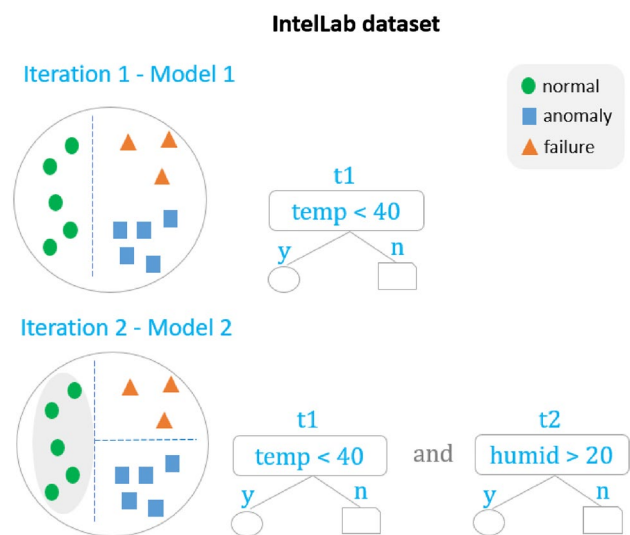 IntelLab dataset
Iteration 1 - Model 1
normal
anomaly
failure
t1
temp < 40
y n
Iteration 2 - Model 2
t1 t2
temp < 40 and humid > 20
y n y n